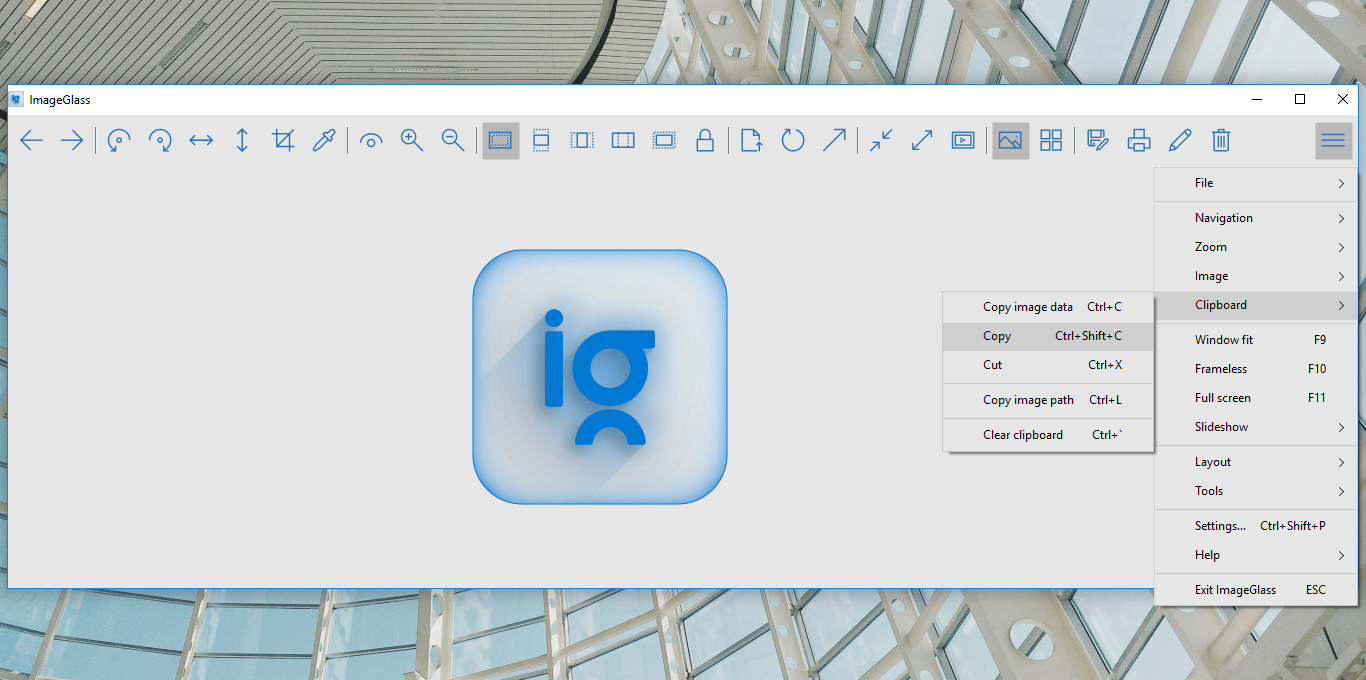 ImageGlass
File
Navigation
Zoom
Image
Clipboard
Copy image data Ctrl+C
Copy Ctrl+Shift+C
Cut Ctrl+X
Copy image path Ctrl+L
Clear clipboard Ctrl+`
Window fit F9
Frameless F10
Full screen F11
Slideshow
Layout
Tools
Settings... Ctrl+Shift+P
Help
Exit ImageGlass ESC
ig